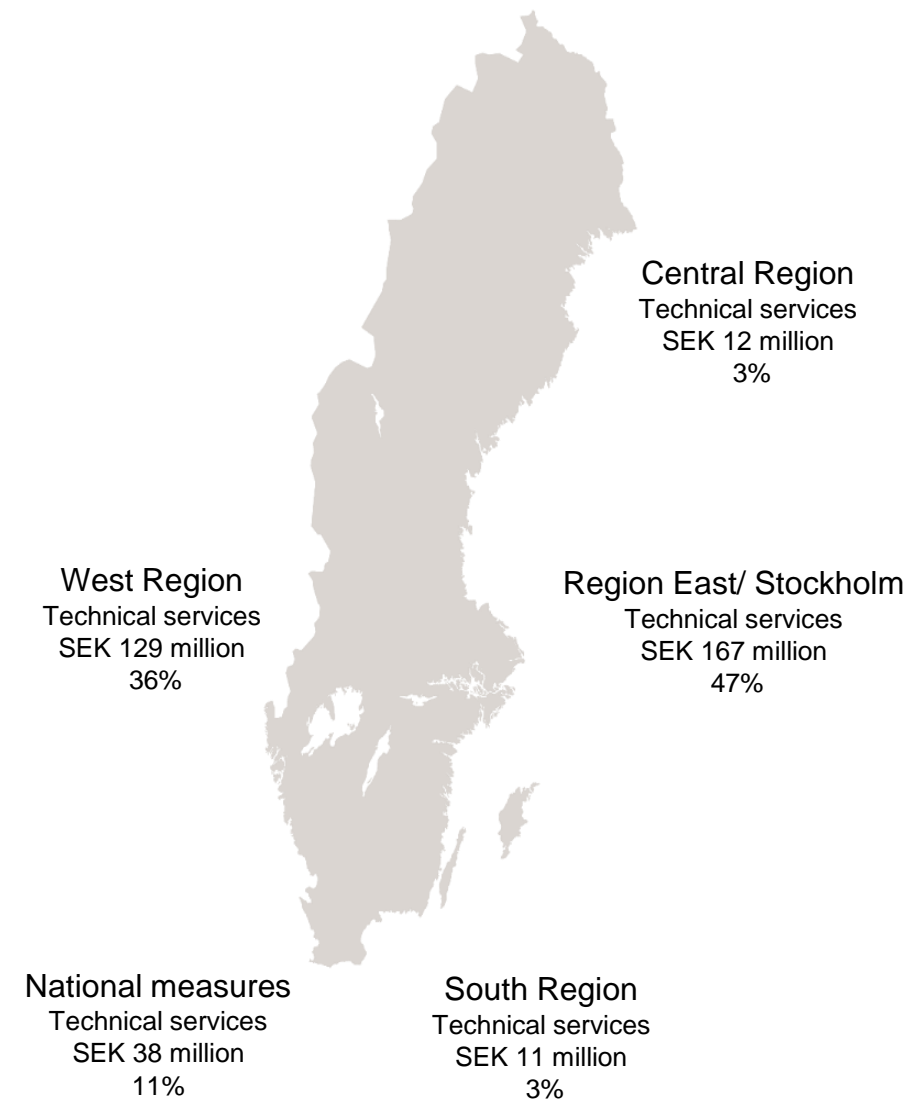 Central Region
Technical services
SEK 12 million
3%
West Region
Technical services
SEK 129 million
36%
Region East/ Stockholm
Technical services
SEK 167 million
47%
National measures
Technical services
SEK 38 million
11%
South Region
Technical services
SEK 11 million
3%